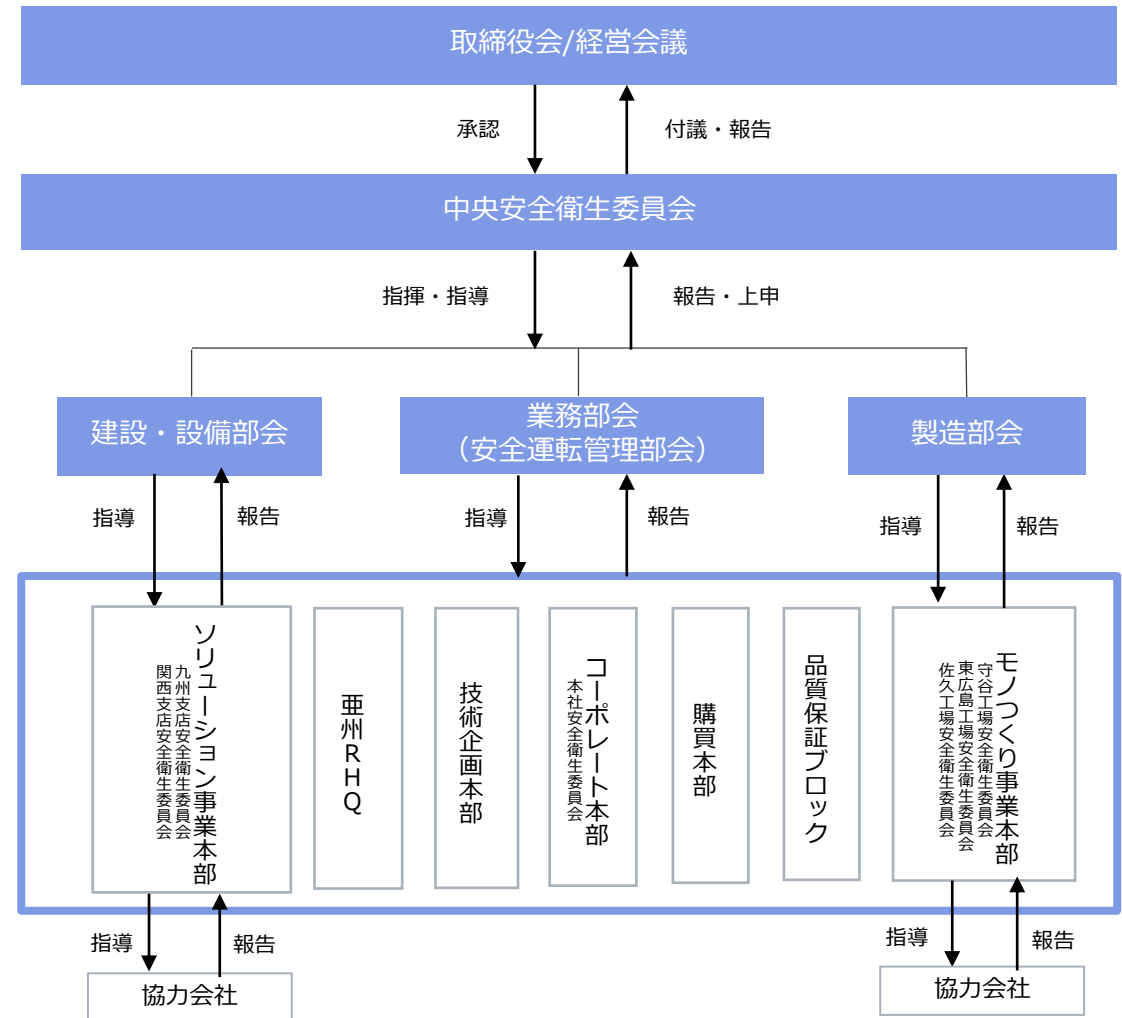 取締役会/経営会議
承認
付議・報告
中央安全衛生委員会
指揮・指導
報告・上申
建設・設備部会
業務部会
（安全運転管理部会）
製造部会
指導
報告
指導
報告
指導
報告
ソリューション事業本部
九州支店安全衛生委員会
関西支店安全衛生委員会
亜州RHQ
技術企画本部
コーポレート本部
本社安全衛生委員会
購買本部
品質保証ブロック
モノつくり事業本部
守谷工場安全衛生委員会
東広島工場安全衛生委員会
佐久工場安全衛生委員会
指導
報告
指導
報告
協力会社
協力会社